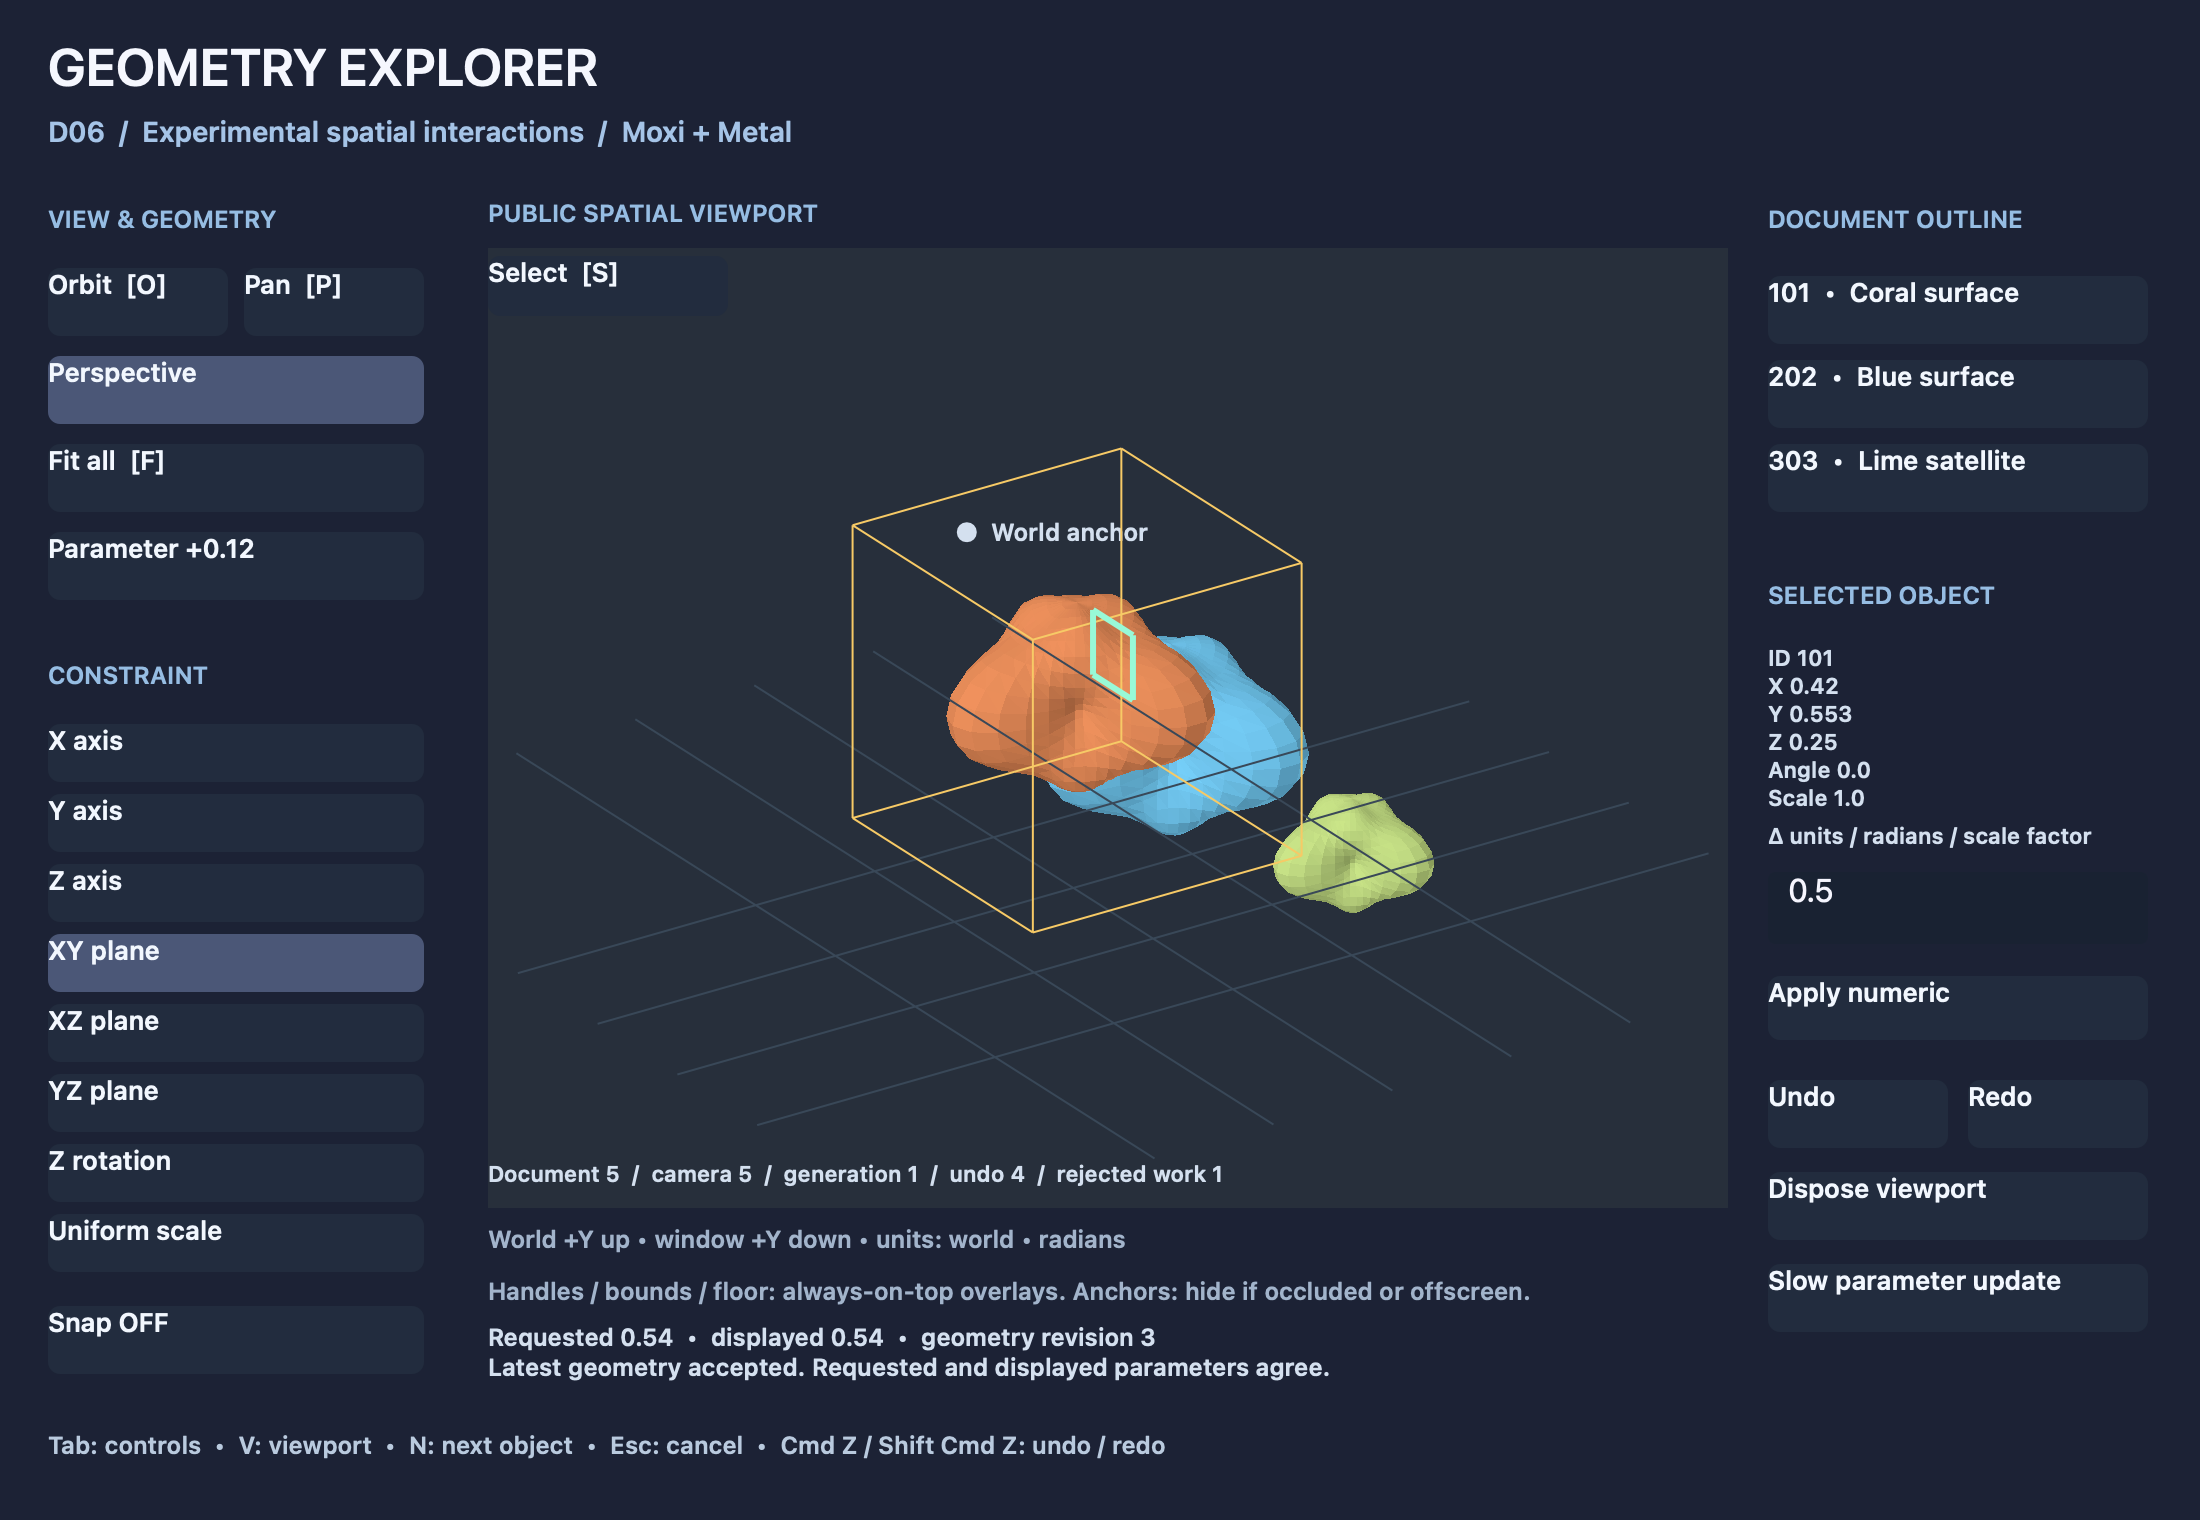 GEOMETRY EXPLORER
D06 / Experimental spatial interactions / Moxi + Metal
VIEW & GEOMETRY
Orbit [O]
Pan [P]
Perspective
Fit all [F]
Parameter +0.12
CONSTRAINT
X axis
Y axis
Z axis
XY plane
XZ plane
YZ plane
Z rotation
Uniform scale
Snap OFF
PUBLIC SPATIAL VIEWPORT
Select [S]
World anchor
Document 5 / camera 5 / generation 1 / undo 4 / rejected work 1
World +Y up • window +Y down • units: world • radians
Handles / bounds / floor: always-on-top overlays. Anchors: hide if occluded or offscreen.
Requested 0.54 • displayed 0.54 • geometry revision 3
Latest geometry accepted. Requested and displayed parameters agree.
DOCUMENT OUTLINE
101 • Coral surface
202 • Blue surface
303 • Lime satellite
SELECTED OBJECT
ID 101
X 0.42
Y 0.553
Z 0.25
Angle 0.0
Scale 1.0
Δ units / radians / scale factor
0.5
Apply numeric
Undo
Redo
Dispose viewport
Slow parameter update
Tab: controls • V: viewport • N: next object • Esc: cancel • Cmd Z / Shift Cmd Z: undo / redo